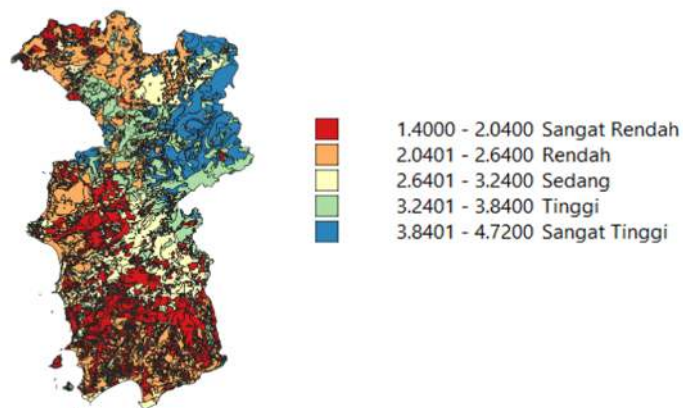 1.4000 - 2.0400 Sangat Rendah
2.0401 - 2.6400 Rendah
2.6401 - 3.2400 Sedang
3.2401 - 3.8400 Tinggi
3.8401 - 4.7200 Sangat Tinggi